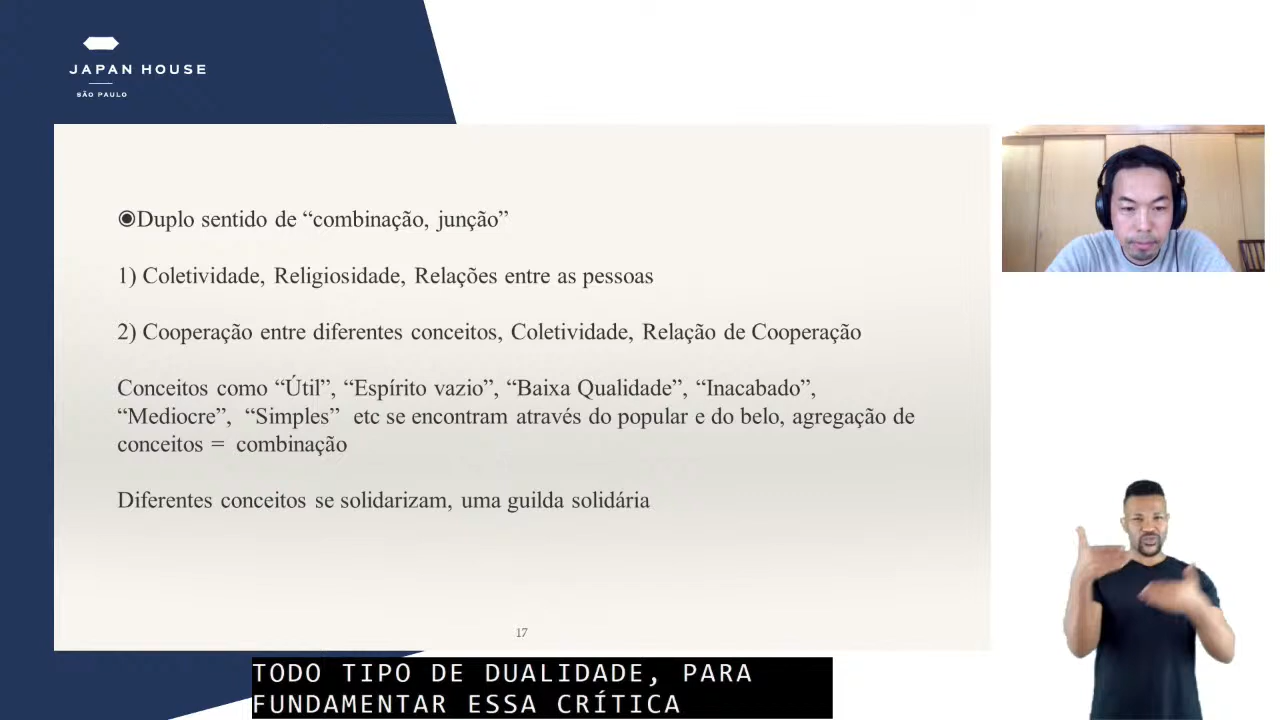 JAPAN HOUSE
SÃO PAULO
◉Duplo sentido de “combinação, junção”
1) Coletividade, Religiosidade, Relações entre as pessoas
2) Cooperação entre diferentes conceitos, Coletividade, Relação de Cooperação
Conceitos como “Útil”, “Espírito vazio”, “Baixa Qualidade”, “Inacabado”,
“Mediocre”, “Simples” etc se encontram através do popular e do belo, agregação de
conceitos = combinação
Diferentes conceitos se solidarizam, uma guilda solidária
17
TODO TIPO DE DUALIDADE, PARA
FUNDAMENTAR ESSA CRÍTICA